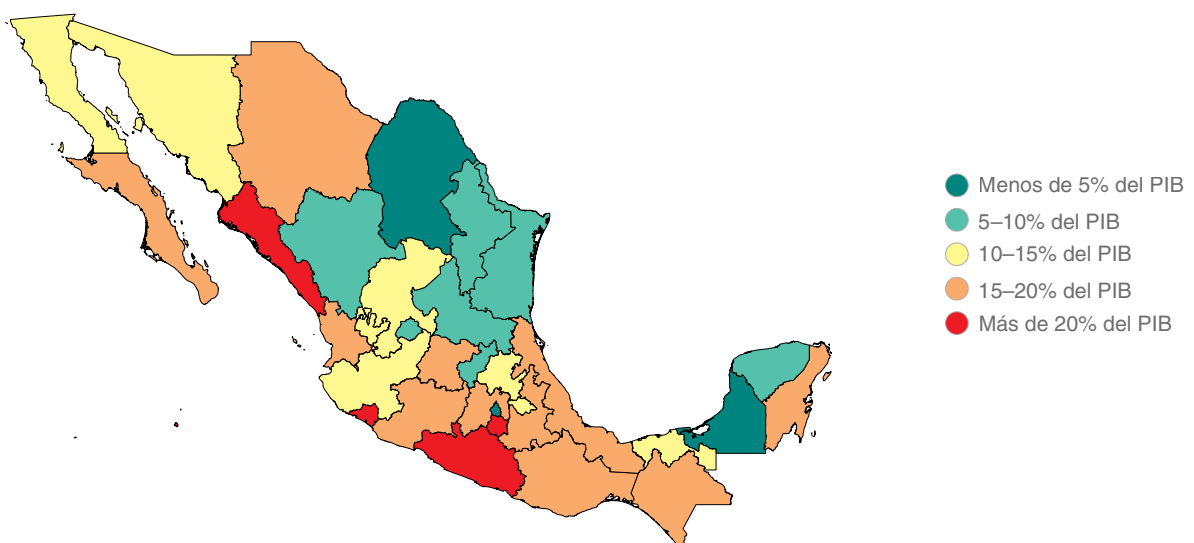 Menos de 5% del PIB
5–10% del PIB
10–15% del PIB
15–20% del PIB
Más de 20% del PIB